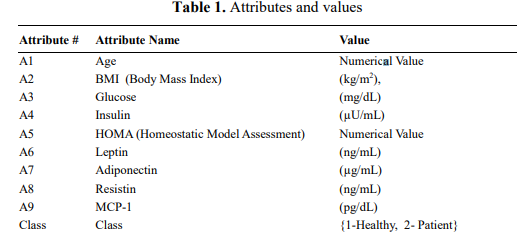 Table 1. Attributes and values
Attribute # Attribute Name Value
A1 Age Numerical Value
A2 BMI (Body Mass Index) (kg/m²),
A3 Glucose (mg/dL)
A4 Insulin (µU/mL)
A5 HOMA (Homeostatic Model Assessment) Numerical Value
A6 Leptin (ng/mL)
A7 Adiponectin (µg/mL)
A8 Resistin (ng/mL)
A9 MCP-1 (pg/dL)
Class Class {1-Healthy, 2- Patient}